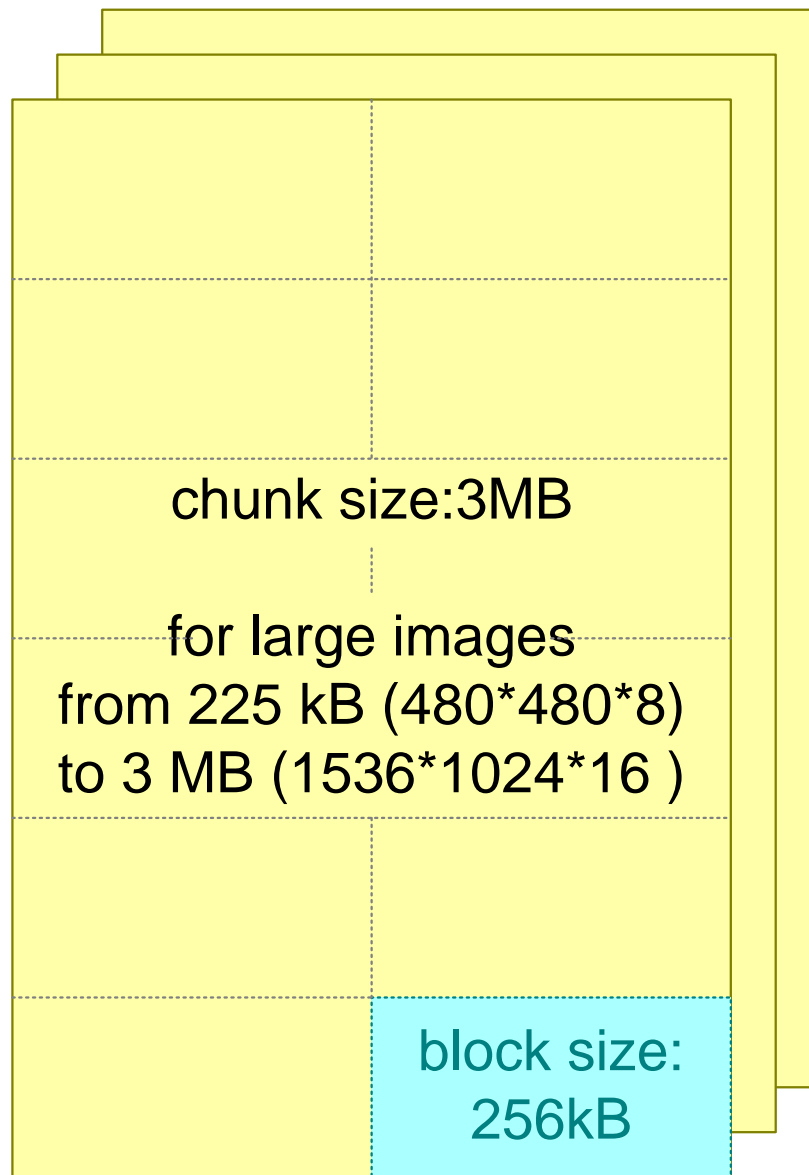 chunk size:3MB
for large images
from 225 kB (480*480*8)
to 3 MB (1536*1024*16 )
block size:
256kB